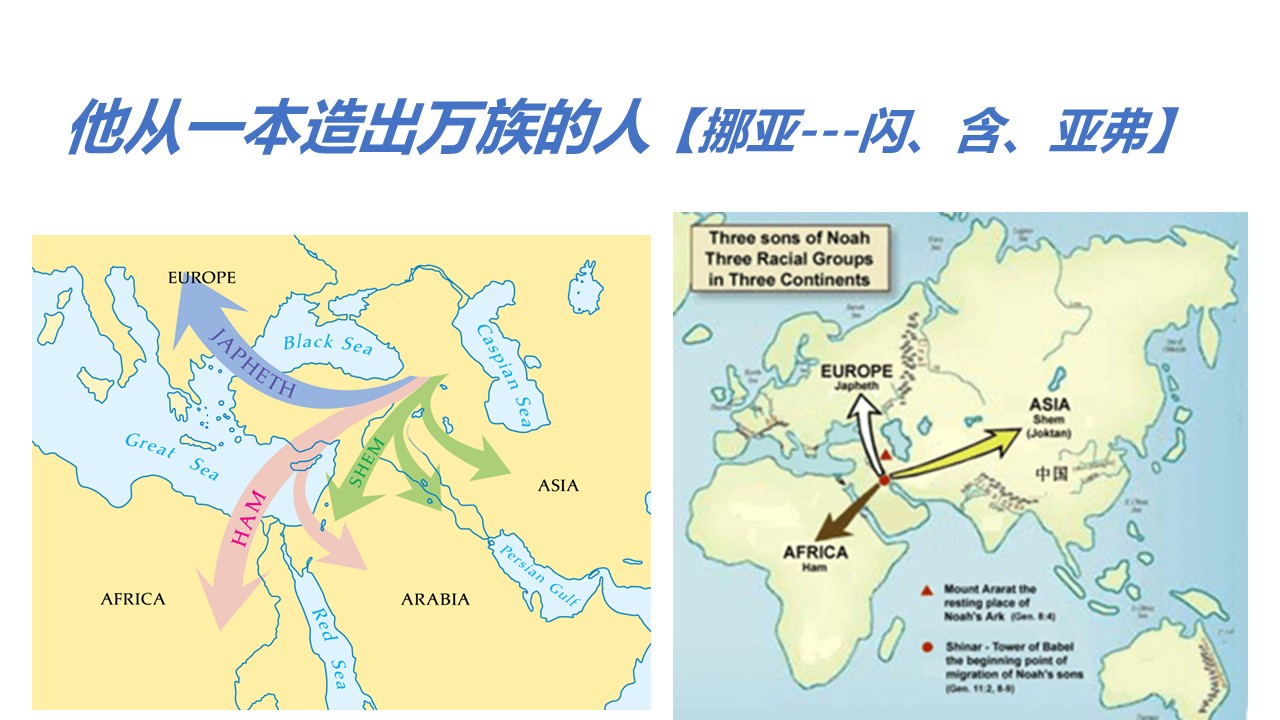 他从一本造出万族的人【挪亚---闪、含、亚弗】
EUROPE
JAPHETH
Black Sea
Caspian Sea
Great Sea
SHEM
HAM
ASIA
Persian Gulf
AFRICA
ARABIA
Red Sea
Three sons of Noah
Three Racial Groups
in Three Continents
EUROPE
Japheth
ASIA
Shem
(Joktan)
中国
AFRICA
Ham
Mount Ararat the
resting place of
Noah's Ark (Gen. 8:4)
Shinar - Tower of Babel
the beginning point of
migration of Noah's sons
(Gen. 11:2, 8-9)